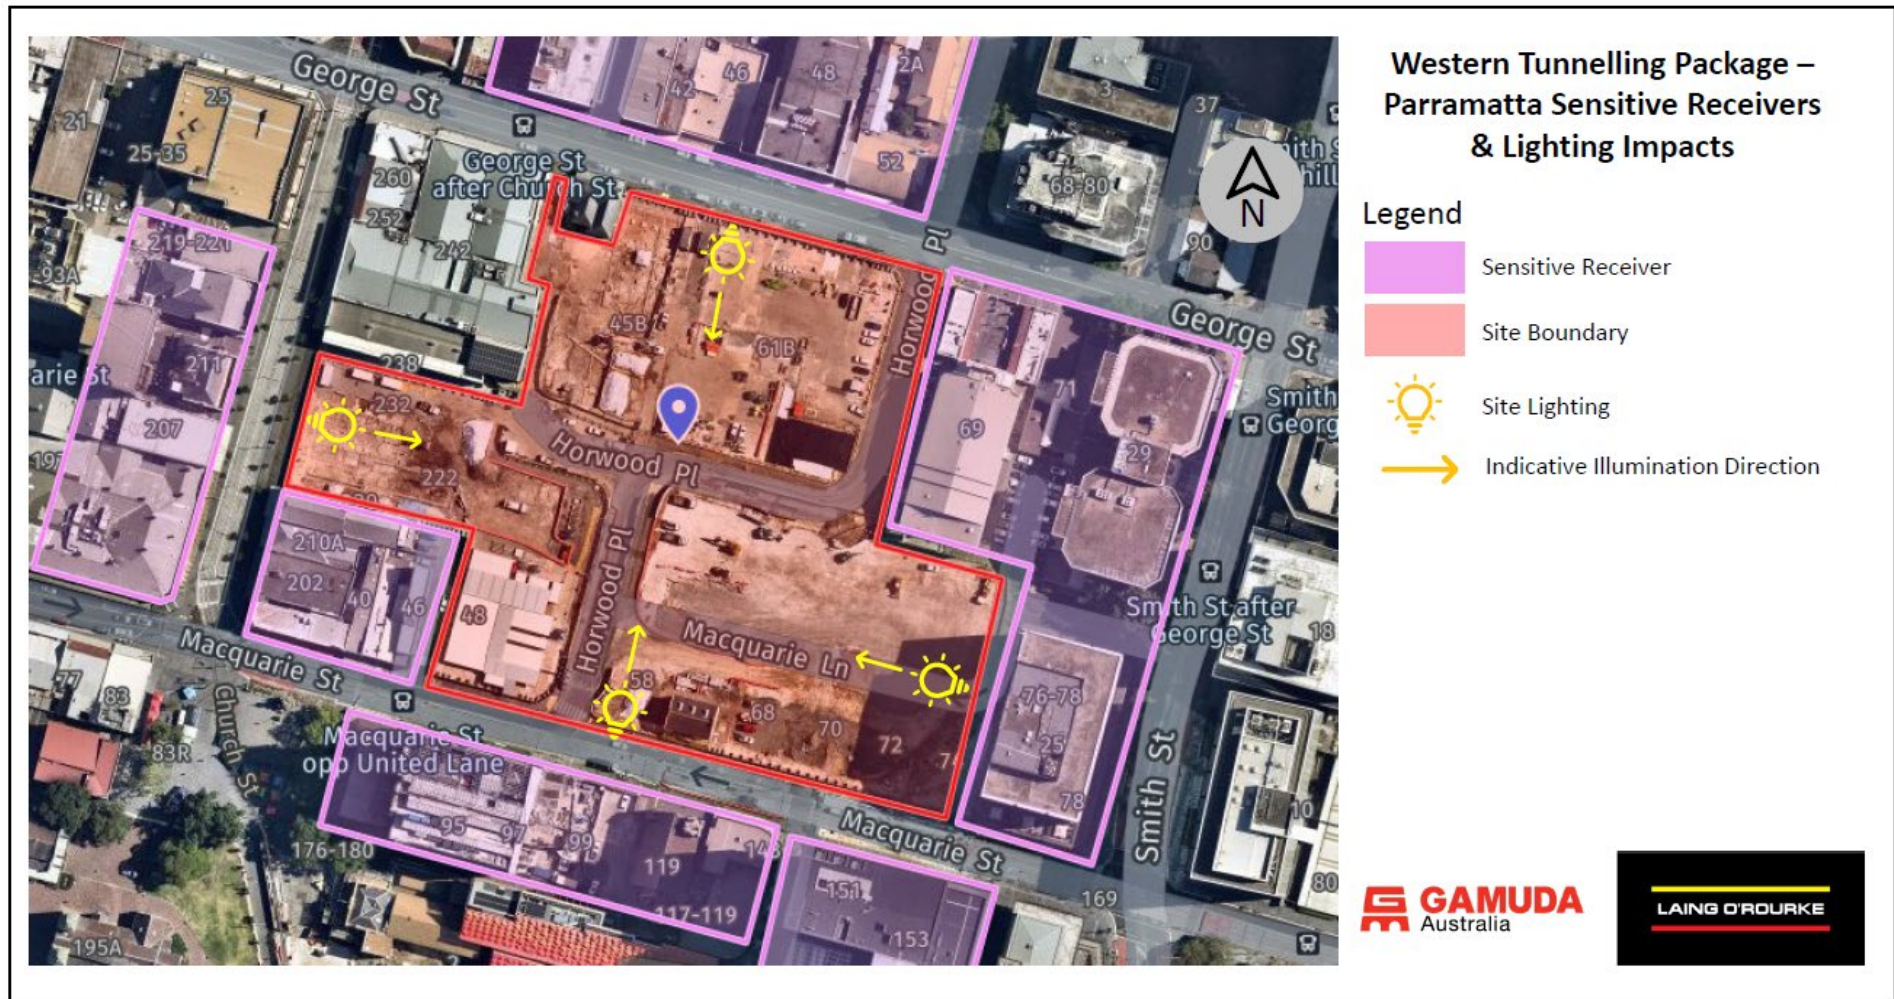 Western Tunnelling Package –
Parramatta Sensitive Receivers
& Lighting Impacts
Legend
Sensitive Receiver
Site Boundary
Site Lighting
Indicative Illumination Direction
GAMUDA
Australia
LAING O'ROURKE
N
George St
25
21
25-35
42
46
48
2A
52
3
37
George St
after Church St
260
252
242
68-80
90
219-221
-93A
Horwood Pl
45B
61B
238
232
211
207
arie St
222
Horwood Pl
69
71
29
George St
Smith
Georg
210A
202
40
46
48
Horwood Pl
Macquarie Ln
Smith St after
George St
18
Macquarie St
77
83
83R
Church St
58
68
70
72
76-78
25
78
Smith St
10
Macquarie St
opp United Lane
95
97
99
119
117-119
176-180
195A
2
Macquarie St
151
153
169
80